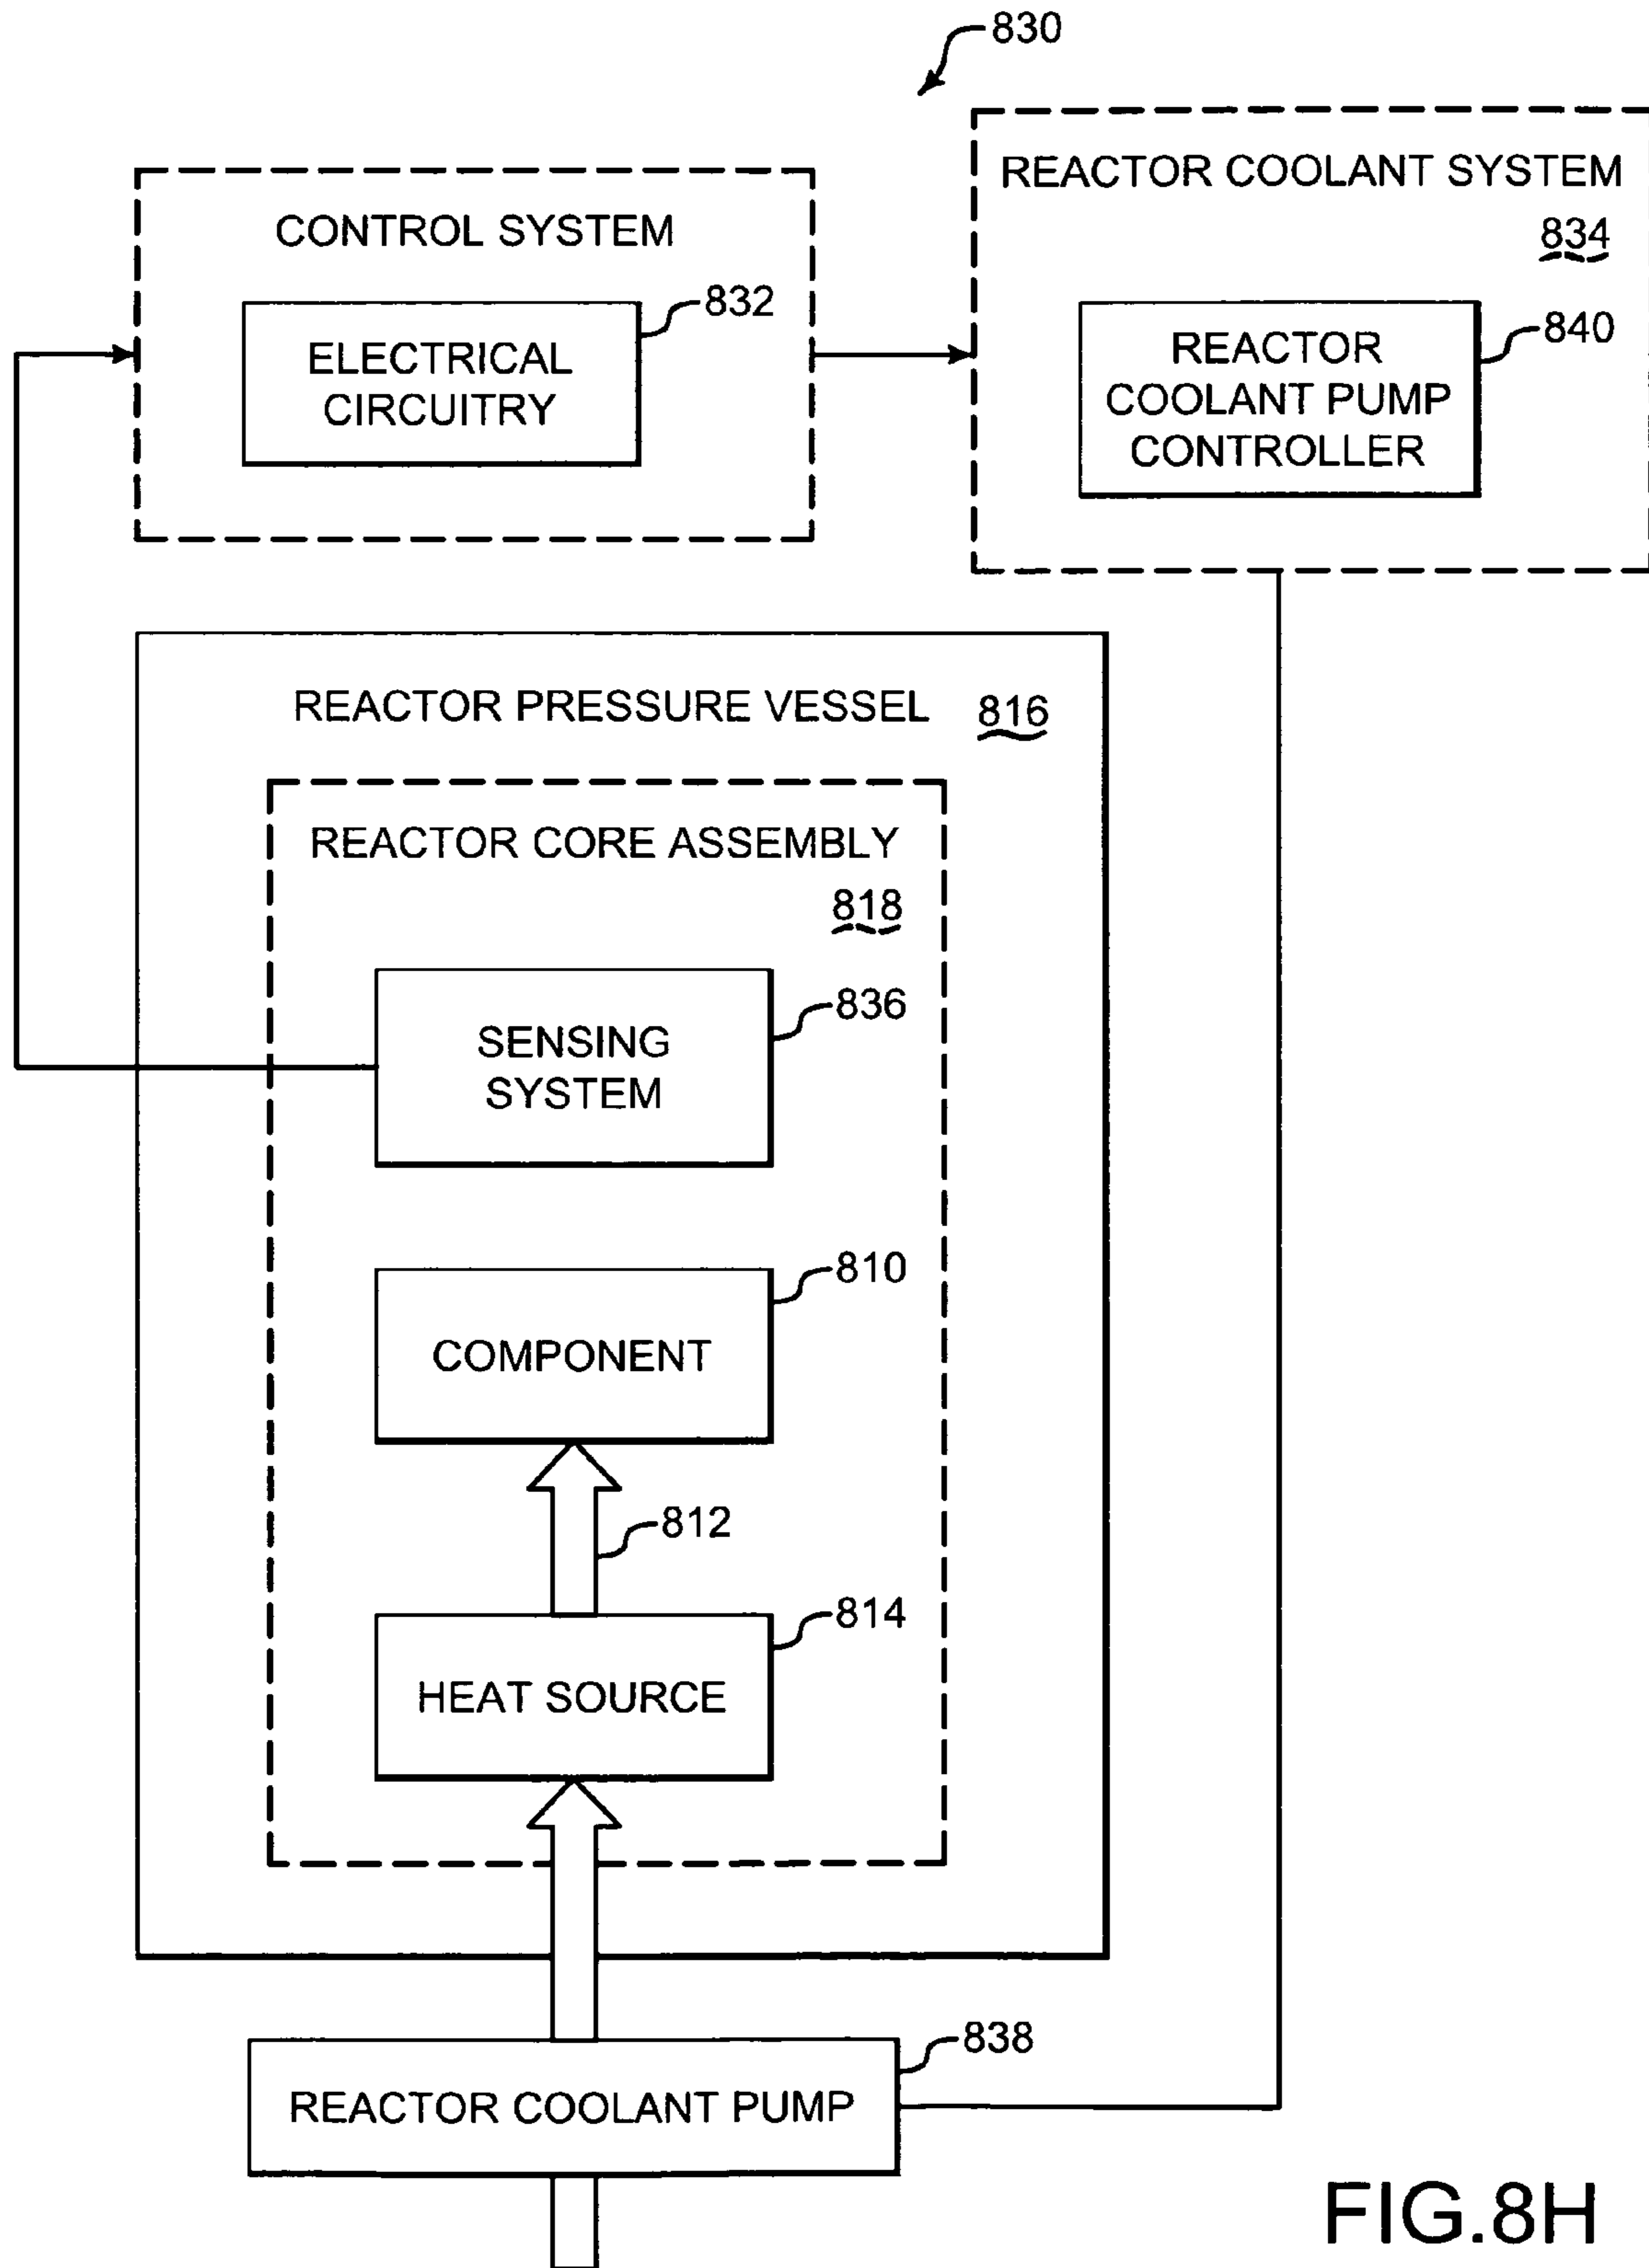 830
REACTOR COOLANT SYSTEM
834
CONTROL SYSTEM
832
ELECTRICAL
CIRCUITRY
840
REACTOR
COOLANT PUMP
CONTROLLER
REACTOR PRESSURE VESSEL
816
REACTOR CORE ASSEMBLY
818
836
SENSING
SYSTEM
810
COMPONENT
812
814
HEAT SOURCE
838
REACTOR COOLANT PUMP
FIG.8H